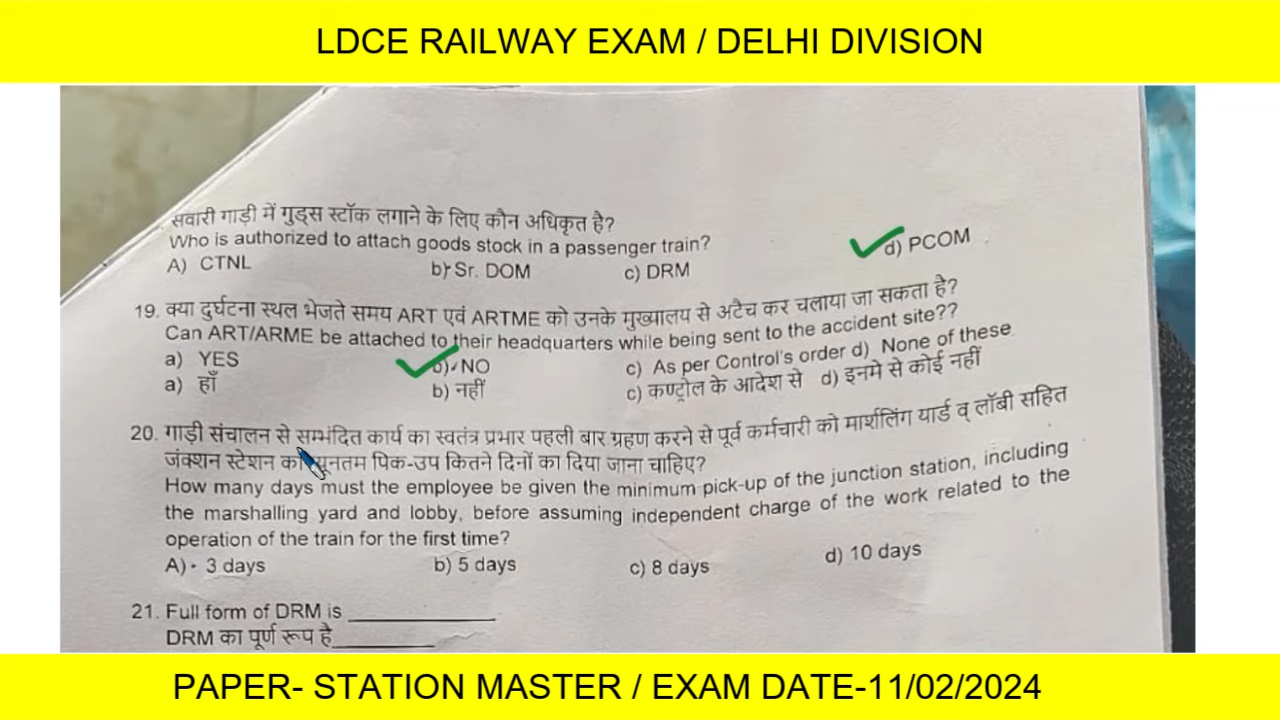 LDCE RAILWAY EXAM / DELHI DIVISION
सवारी गाड़ी में गुड्स स्टॉक लगाने के लिए कौन अधिकृत है?
Who is authorized to attach goods stock in a passenger train?
A) CTNL b) Sr. DOM c) DRM d) PCOM
19. क्या दुर्घटना स्थल भेजते समय ART एवं ARTME को उनके मुख्यालय से अटैच कर चलाया जा सकता है?
Can ART/ARME be attached to their headquarters while being sent to the accident site??
a) YES b) NO c) As per Control's order d) None of these
a) हाँ b) नहीं c) कण्ट्रोल के आदेश से d) इनमे से कोई नहीं
20. गाड़ी संचालन से सम्भंदित कार्य का स्वतंत्र प्रभार पहली बार ग्रहण करने से पूर्व कर्मचारी को मार्शलिंग यार्ड व् लॉबी सहित
जंक्शन स्टेशन का न्यूनतम पिक-उप कितने दिनों का दिया जाना चाहिए?
How many days must the employee be given the minimum pick-up of the junction station, including
the marshalling yard and lobby, before assuming independent charge of the work related to the
operation of the train for the first time?
A) - 3 days b) 5 days c) 8 days d) 10 days
21. Full form of DRM is ____________
DRM का पूर्ण रूप है____________
PAPER- STATION MASTER / EXAM DATE-11/02/2024